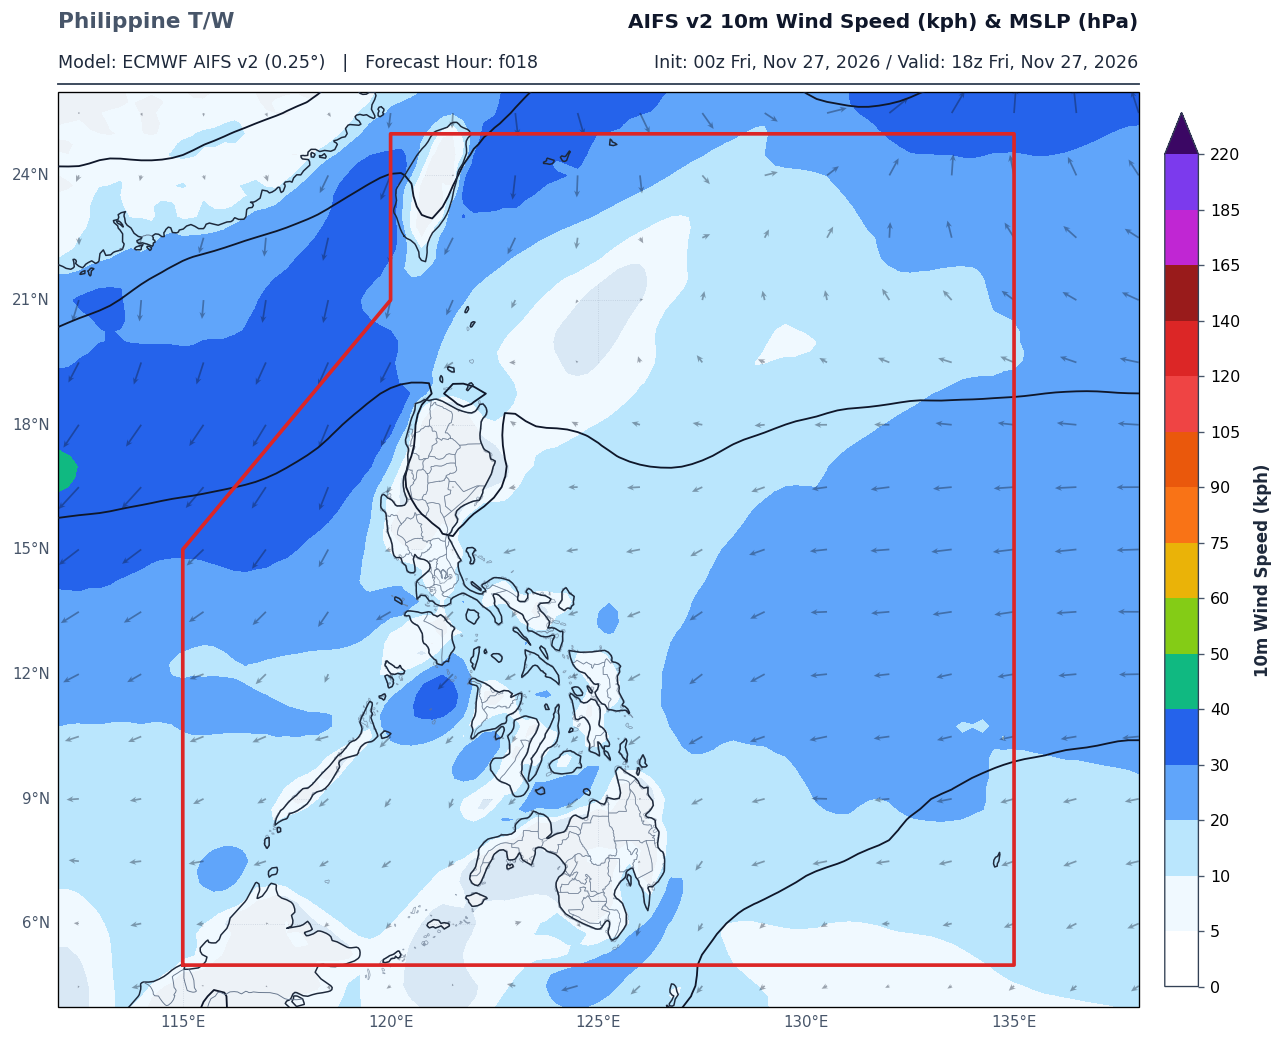 Philippine T/W
AIFS v2 10m Wind Speed (kph) & MSLP (hPa)
Model: ECMWF AIFS v2 (0.25°)   |   Forecast Hour: f018
Init: 00z Fri, Nov 27, 2026 / Valid: 18z Fri, Nov 27, 2026
24°N
21°N
18°N
15°N
12°N
9°N
6°N
115°E
120°E
125°E
130°E
135°E
220
185
165
140
120
105
90
75
60
50
40
30
20
10
5
0
10m Wind Speed (kph)